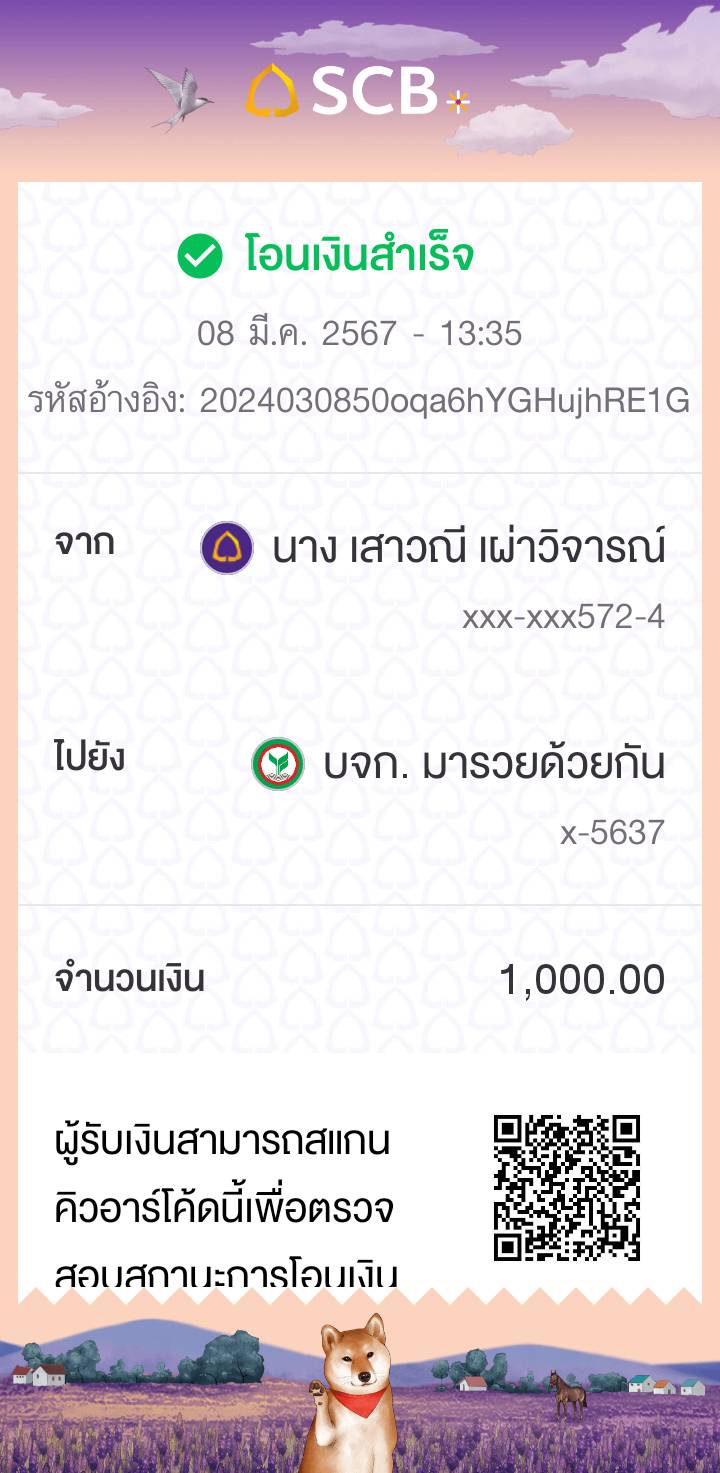 SCB
โอนเงินสำเร็จ
08 มี.ค. 2567 - 13:35
รหัสอ้างอิง: 2024030850oqa6hYGHujhRE1G
จาก นาง เสาวณี เผ่าวิจารณ์
xxx-xxx572-4
ไปยัง บจก. มารวยด้วยกัน
x-5637
จำนวนเงิน 1,000.00
ผู้รับเงินสามารถสแกน
คิวอาร์โค้ดนี้เพื่อตรวจ
สอบสถานะการโอนเงิน